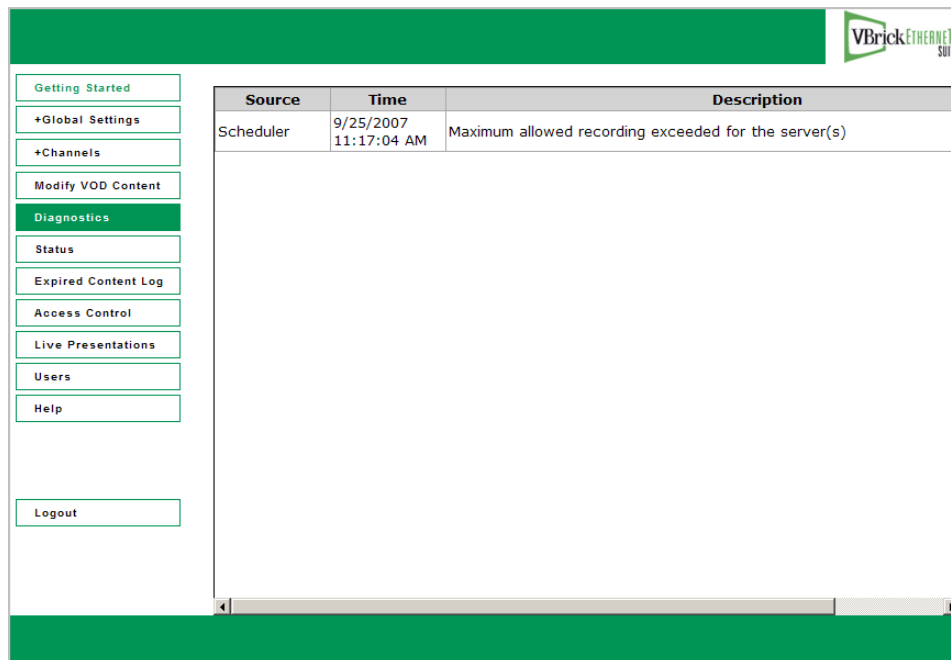 VBrick ETHERNET
SUI
Getting Started
+Global Settings
+Channels
Modify VOD Content
Diagnostics
Status
Expired Content Log
Access Control
Live Presentations
Users
Help
Logout
Source Time Description
Scheduler 9/25/2007 11:17:04 AM Maximum allowed recording exceeded for the server(s)